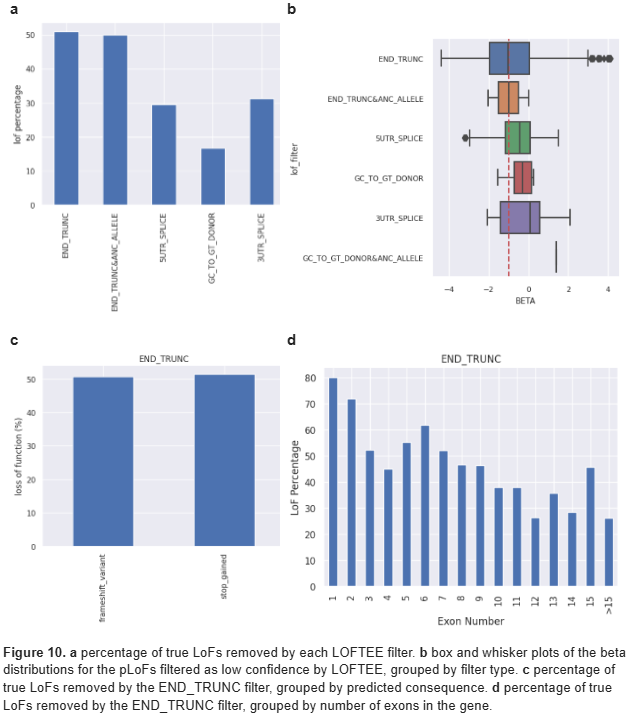 a
lof percentage
50
40
30
20
10
0
END_TRUNC
END_TRUNC&ANC_ALLELE
5UTR_SPLICE
GC_TO_GT_DONOR
3UTR_SPLICE
b
lof_filter
END_TRUNC
END_TRUNC&ANC_ALLELE
5UTR_SPLICE
GC_TO_GT_DONOR
3UTR_SPLICE
GC_TO_GT_DONOR&ANC_ALLELE
−4 −2 0 2 4
BETA
c
END_TRUNC
loss of function (%)
50
40
30
20
10
0
frameshift_variant
stop_gained
d
END_TRUNC
LoF Percentage
80
70
60
50
40
30
20
10
0
1 2 3 4 5 6 7 8 9 10 11 12 13 14 15 >15
Exon Number
Figure 10. a percentage of true LoFs removed by each LOFTEE filter. b box and whisker plots of the beta
distributions for the pLoFs filtered as low confidence by LOFTEE, grouped by filter type. c percentage of
true LoFs removed by the END_TRUNC filter, grouped by predicted consequence. d percentage of true
LoFs removed by the END_TRUNC filter, grouped by number of exons in the gene.